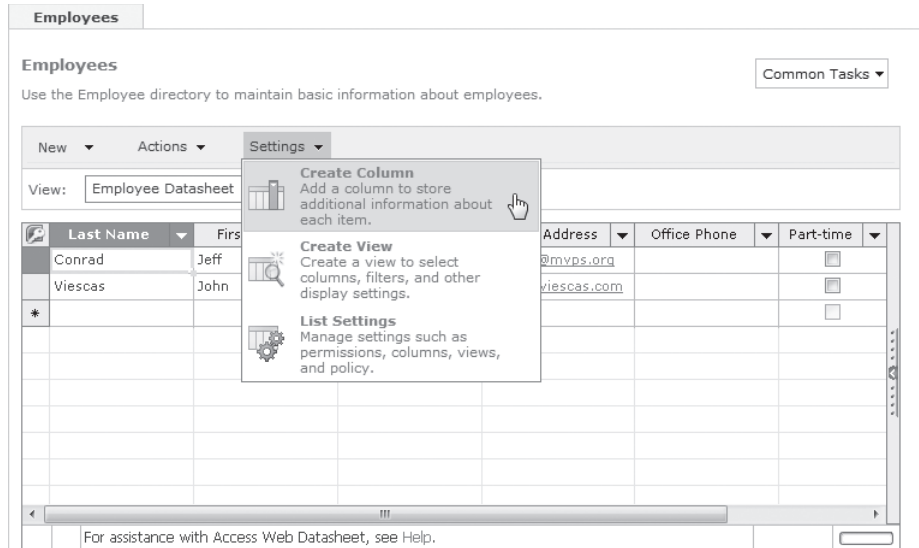 Employees
Employees
Common Tasks
Use the Employee directory to maintain basic information about employees.
New Actions Settings
View: Employee Datasheet
Create Column
Add a column to store
additional information about
each item.
Create View
Create a view to select
columns, filters, and other
display settings.
List Settings
Manage settings such as
permissions, columns, views,
and policy.
Last Name Firs Address Office Phone Part-time
Conrad Jeff @mvps.org
Viescas John viescas.com
*
For assistance with Access Web Datasheet, see Help.